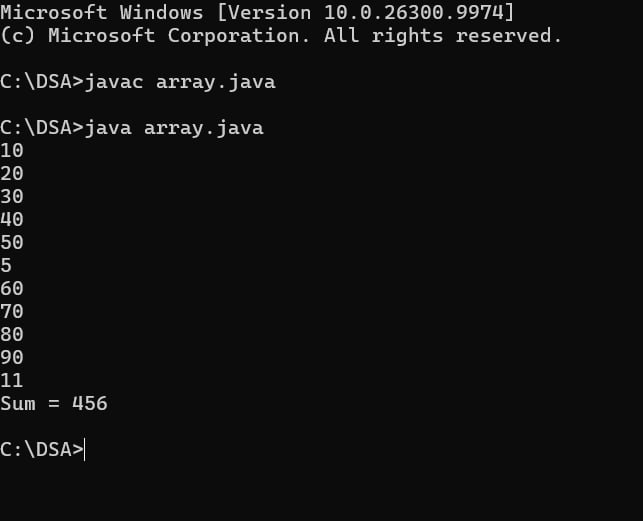 Microsoft Windows [Version 10.0.26300.9974]
(c) Microsoft Corporation. All rights reserved.
C:\DSA>javac array.java
C:\DSA>java array.java
10
20
30
40
50
5
60
70
80
90
11
Sum = 456
C:\DSA>